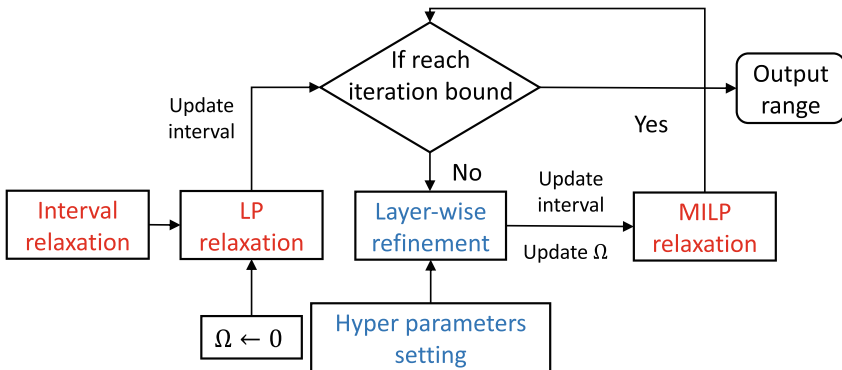 If reach
iteration bound
Output
range
Update
interval
Yes
No
Interval
relaxation
LP
relaxation
Layer-wise
refinement
Update
interval
Update Ω
MILP
relaxation
Ω ← 0
Hyper parameters
setting